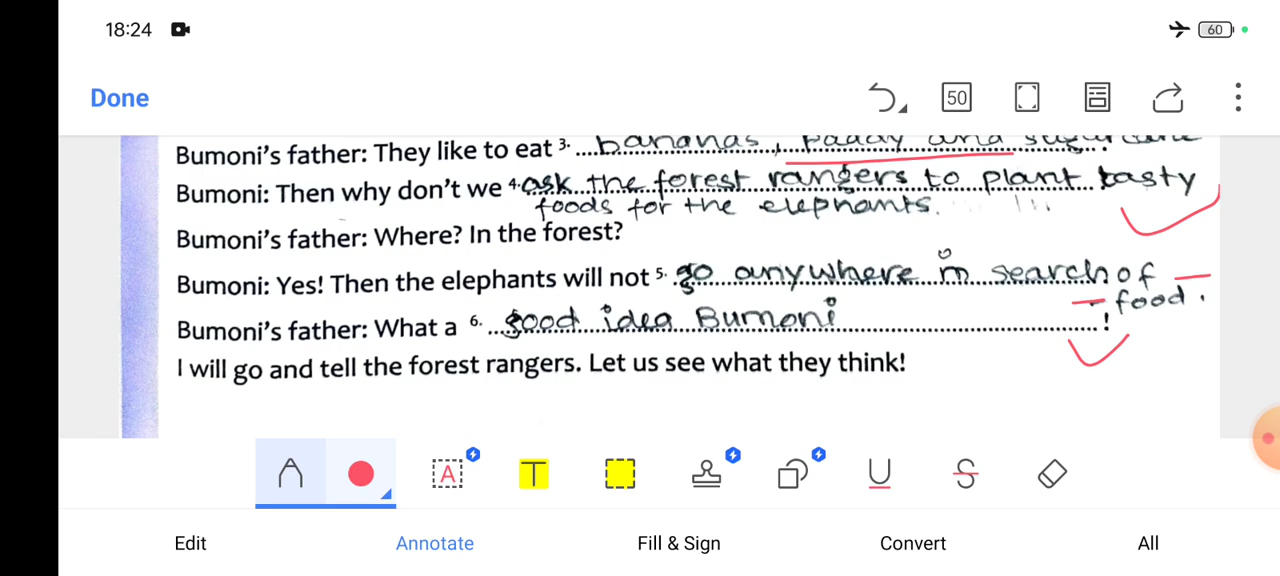 18:24
60
Done
50
Bumoni's father: They like to eat 3. bananas, paddy and sugarcane
Bumoni: Then why don't we 4. ask the forest rangers to plant tasty
foods for the elephants.
Bumoni's father: Where? In the forest?
Bumoni: Yes! Then the elephants will not 5. go anywhere in search of
food.
Bumoni's father: What a 6. good idea Bumoni !
I will go and tell the forest rangers. Let us see what they think!
A
T
U
S
Edit
Annotate
Fill & Sign
Convert
All